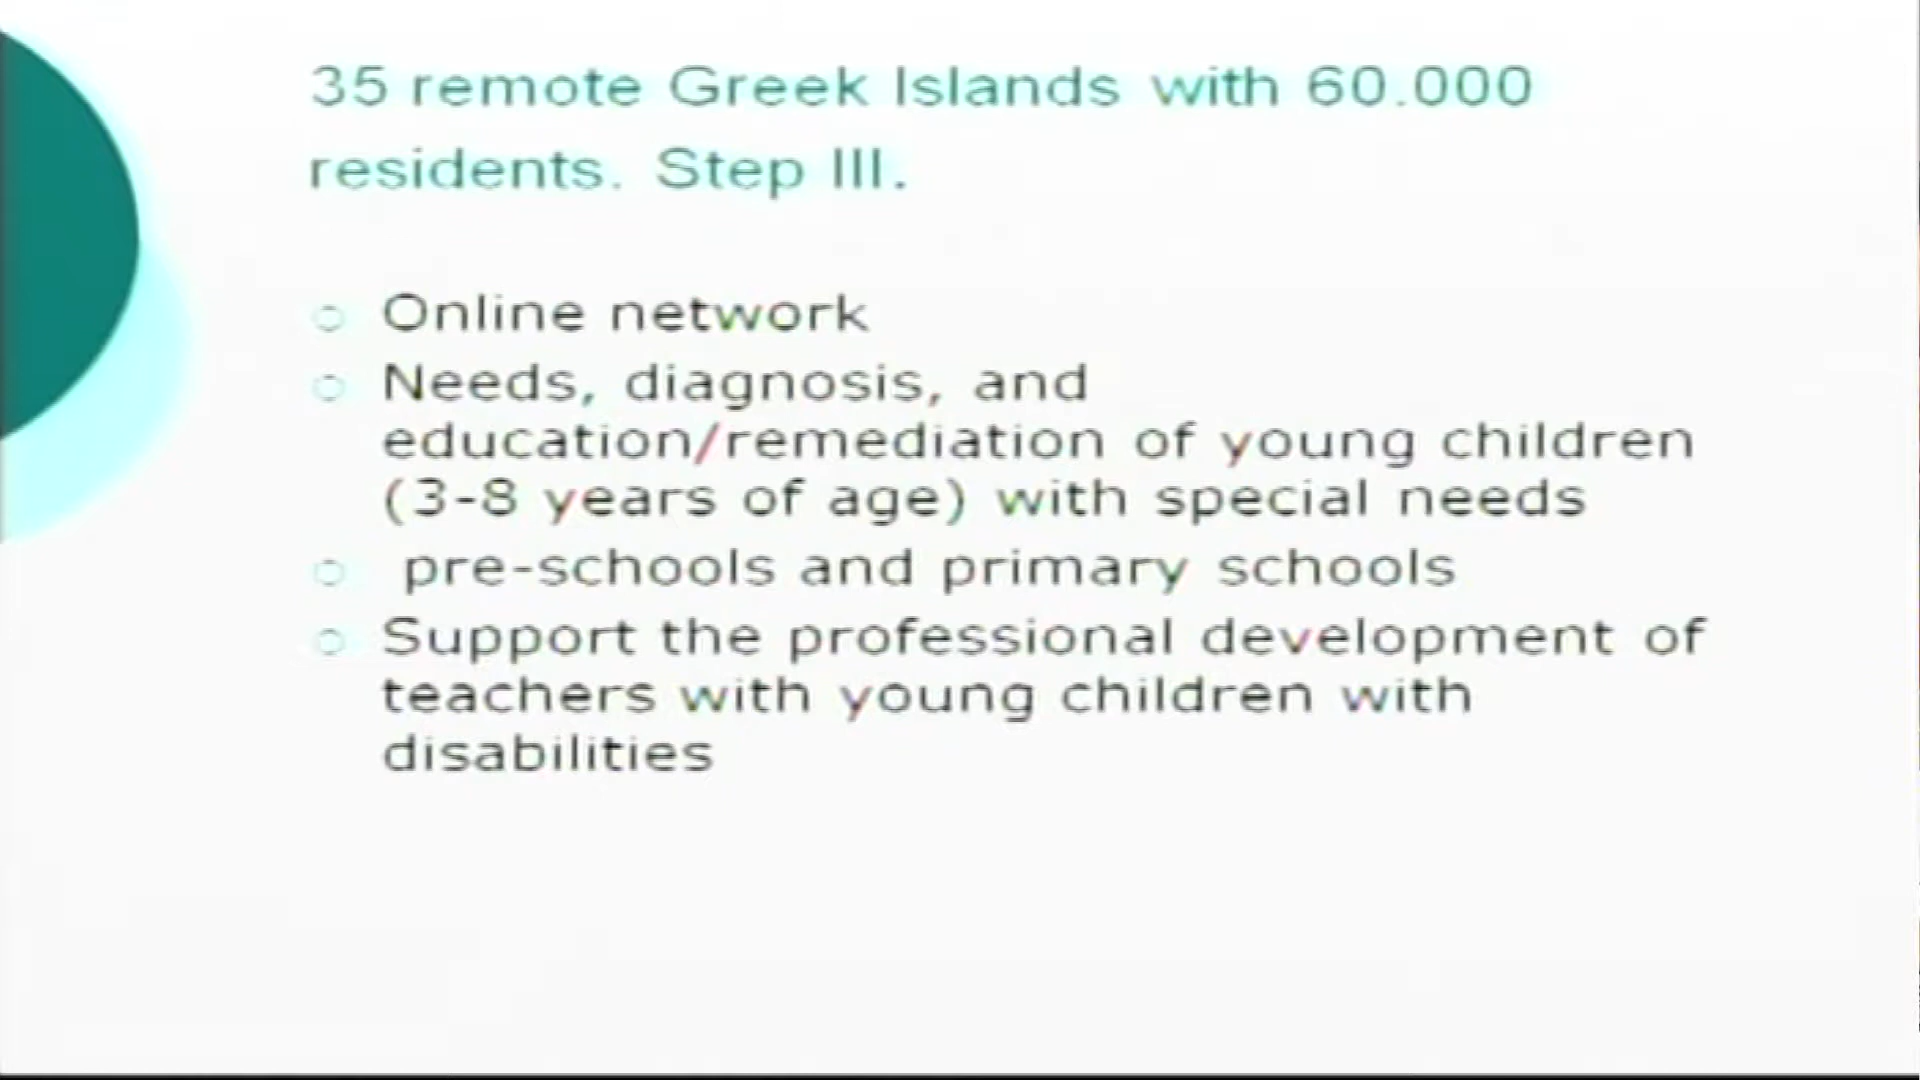 35 remote Greek Islands with 60.000
residents. Step III.
Online network
Needs, diagnosis, and
education/remediation of young children
(3-8 years of age) with special needs
pre-schools and primary schools
Support the professional development of
teachers with young children with
disabilities